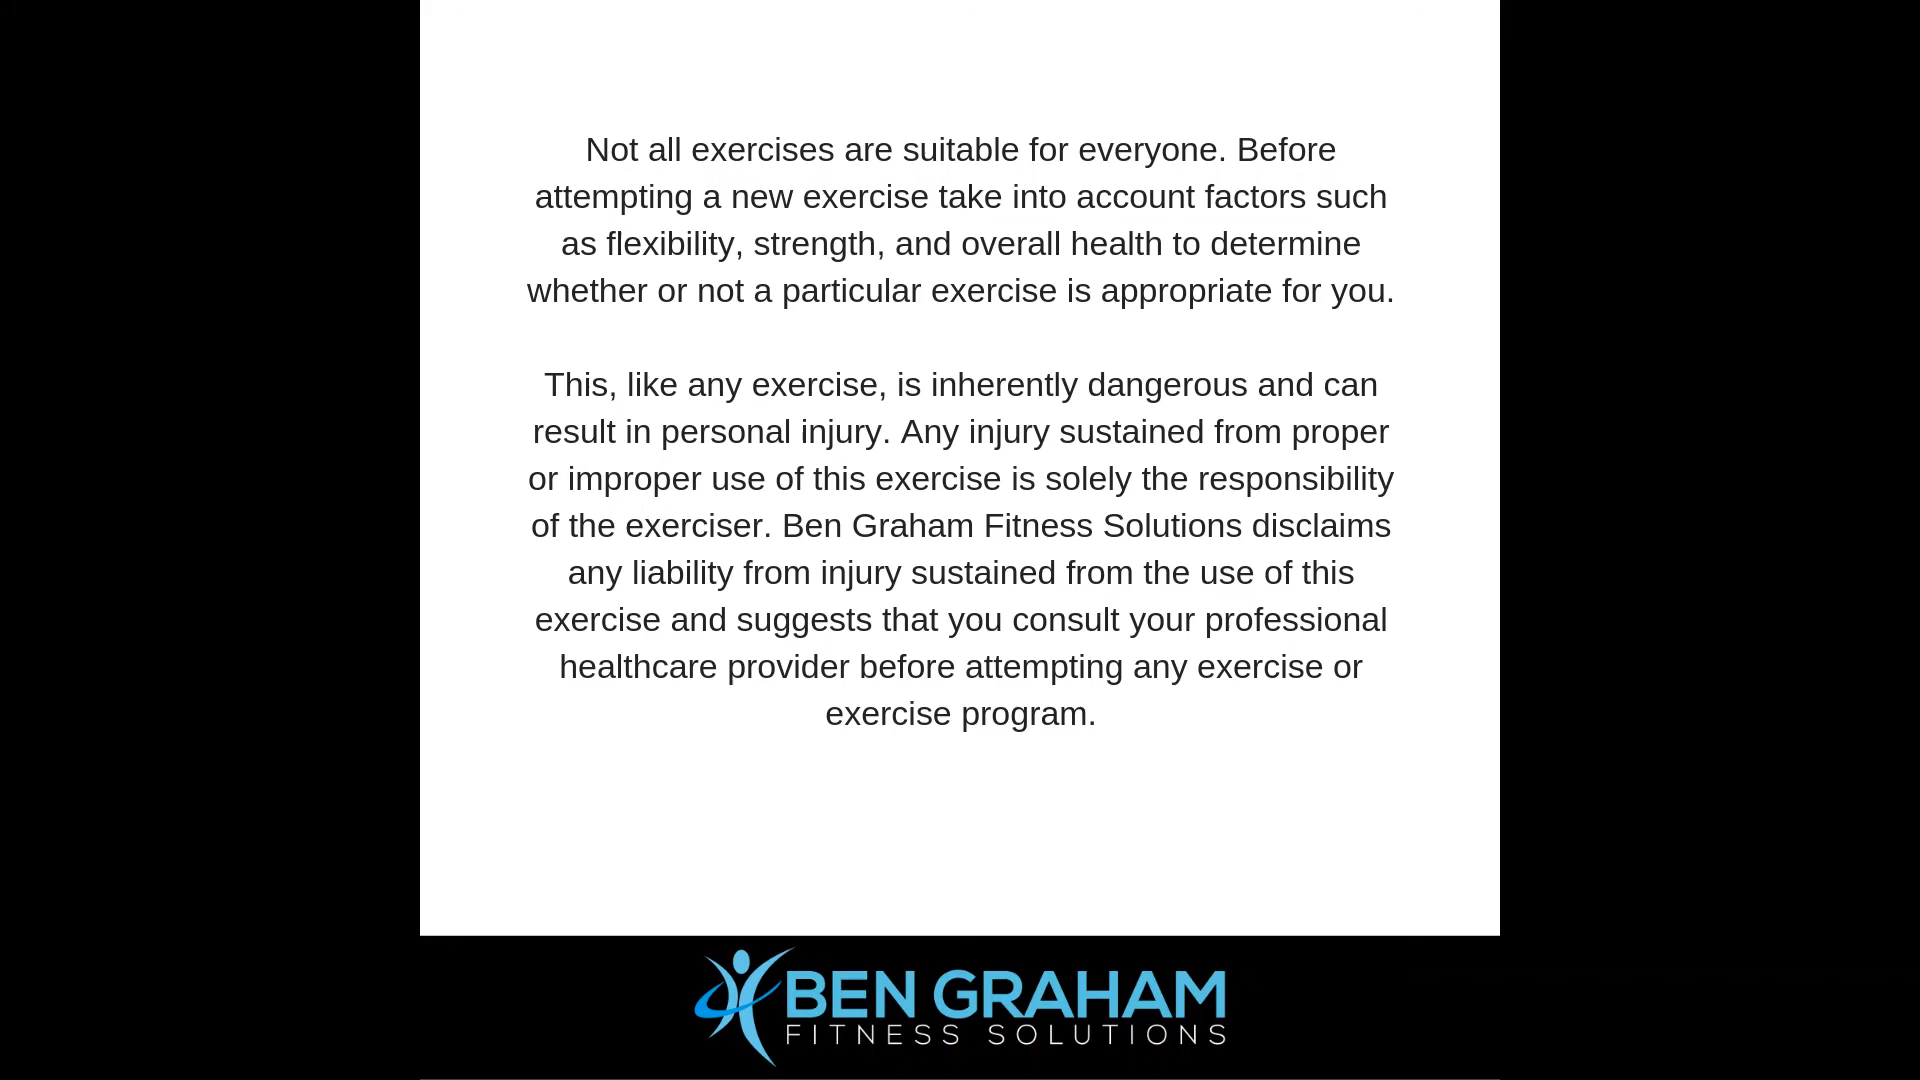 Not all exercises are suitable for everyone. Before
attempting a new exercise take into account factors such
as flexibility, strength, and overall health to determine
whether or not a particular exercise is appropriate for you.
This, like any exercise, is inherently dangerous and can
result in personal injury. Any injury sustained from proper
or improper use of this exercise is solely the responsibility
of the exerciser. Ben Graham Fitness Solutions disclaims
any liability from injury sustained from the use of this
exercise and suggests that you consult your professional
healthcare provider before attempting any exercise or
exercise program.
BEN GRAHAM
FITNESS SOLUTIONS